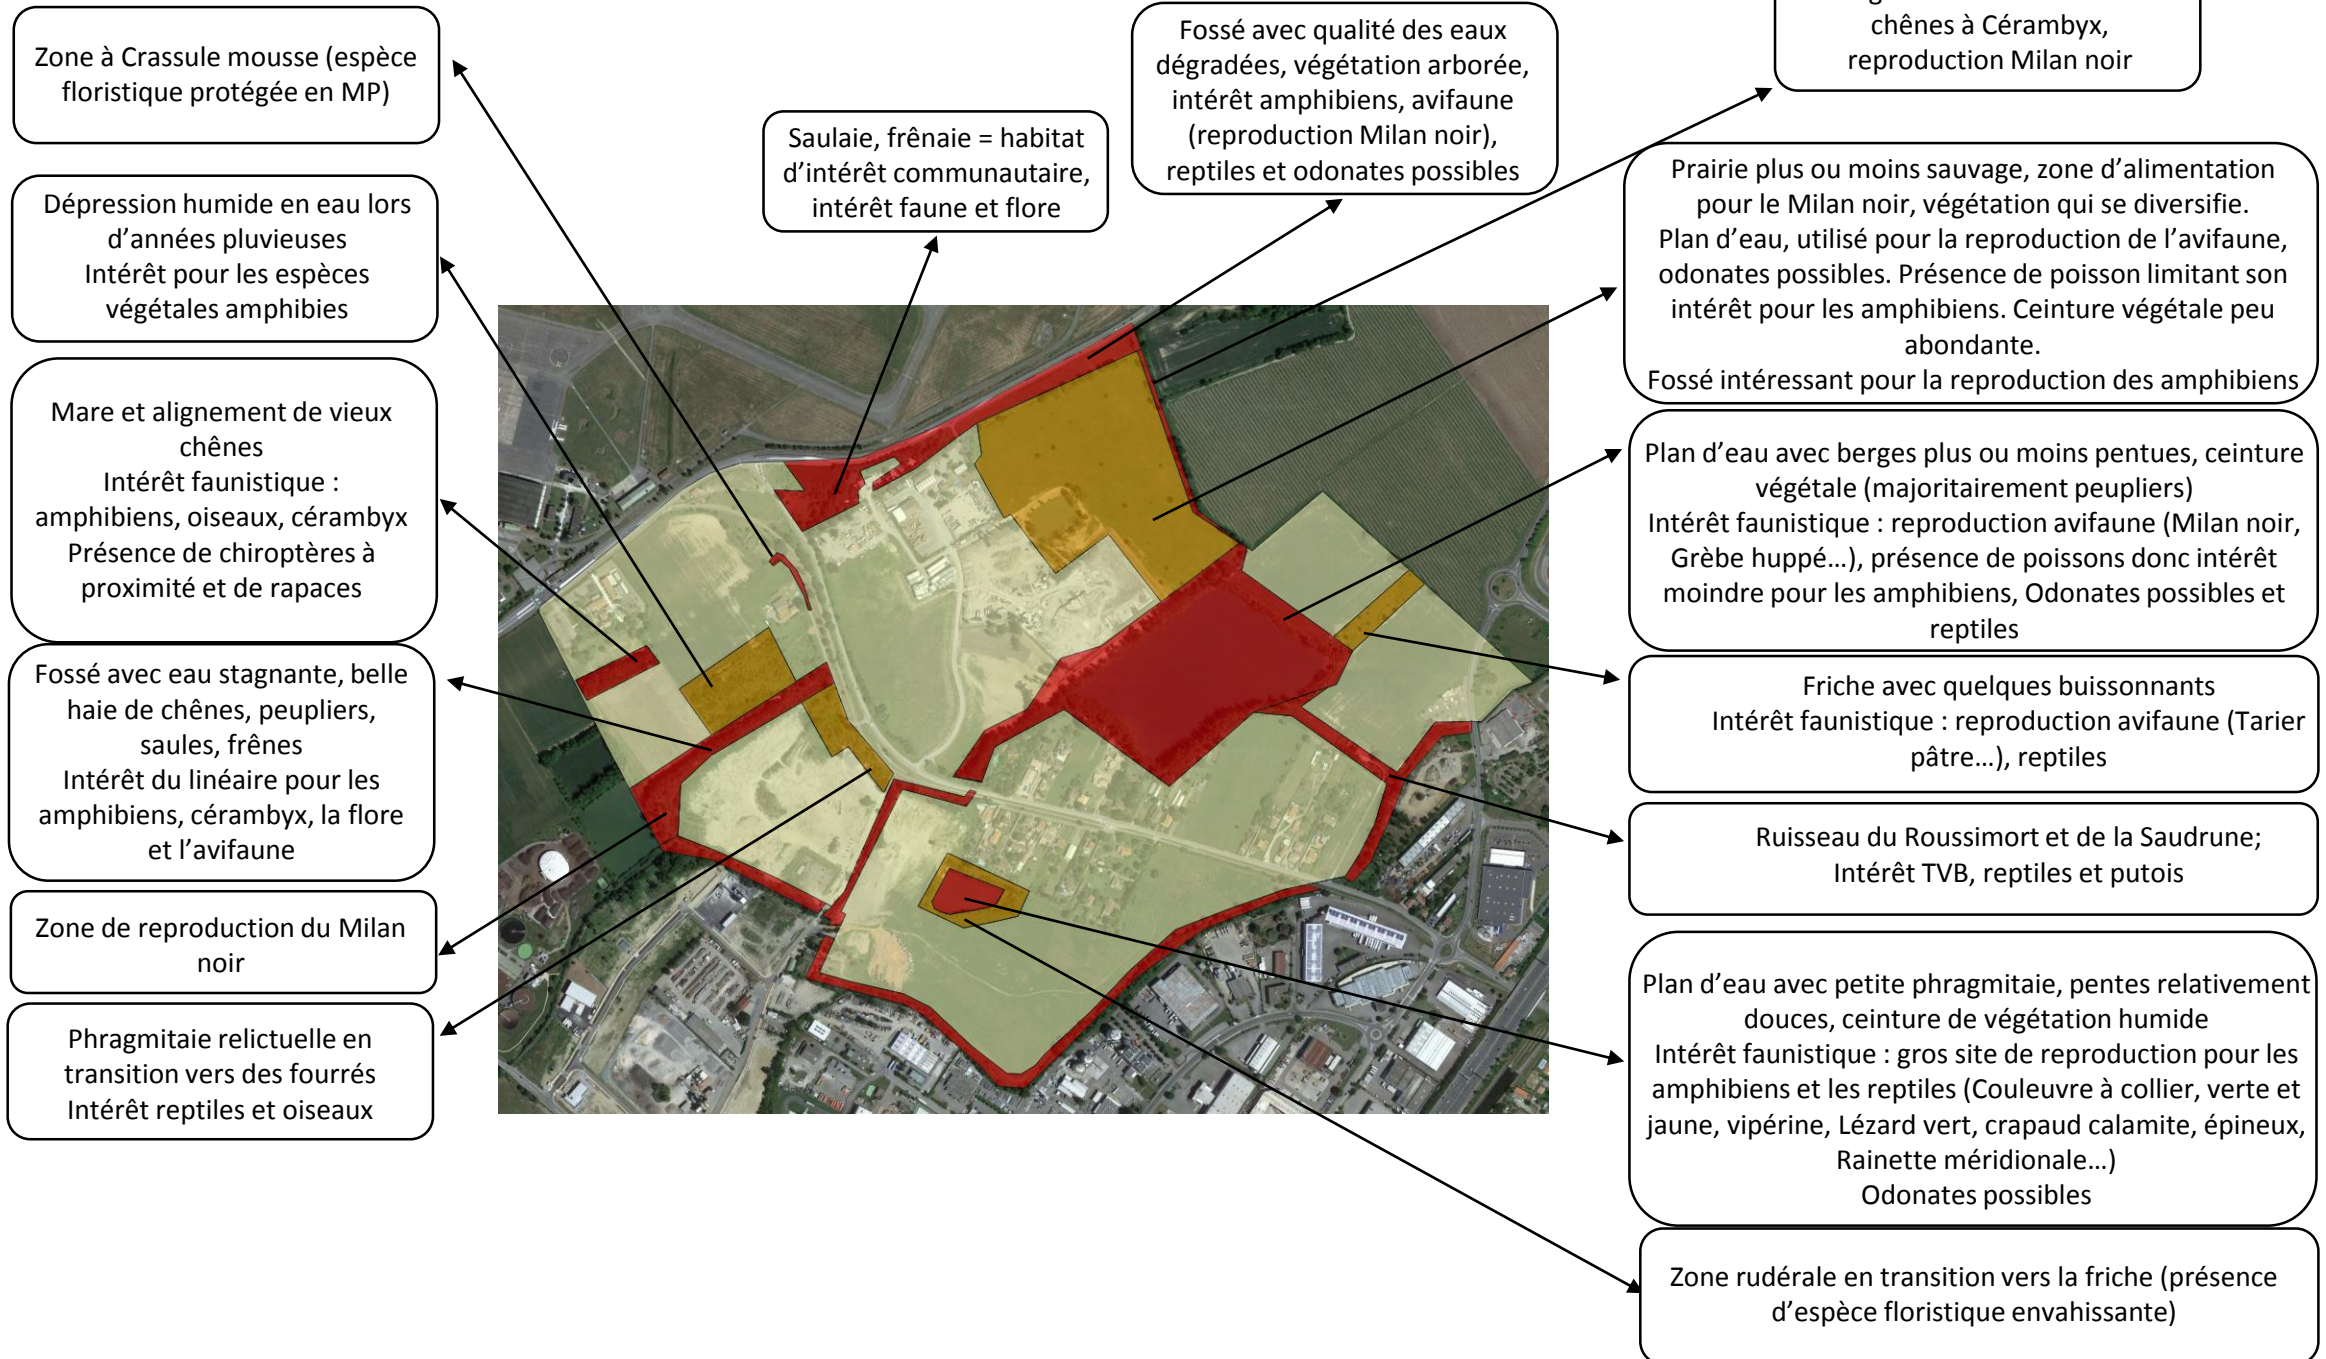 Zone à Crassule mousse (espèce
floristique protégée en MP)
Dépression humide en eau lors
d’années pluvieuses
Intérêt pour les espèces
végétales amphibies
Mare et alignement de vieux
chênes
Intérêt faunistique :
amphibiens, oiseaux, cérambyx
Présence de chiroptères à
proximité et de rapaces
Fossé avec eau stagnante, belle
haie de chênes, peupliers,
saules, frênes
Intérêt du linéaire pour les
amphibiens, cérambyx, la flore
et l’avifaune
Zone de reproduction du Milan
noir
Phragmitaie relictuelle en
transition vers des fourrés
Intérêt reptiles et oiseaux
Saulaie, frênaie = habitat
d’intérêt communautaire,
intérêt faune et flore
Fossé avec qualité des eaux
dégradées, végétation arborée,
intérêt amphibiens, avifaune
(reproduction Milan noir),
reptiles et odonates possibles
chênes à Cérambyx,
reproduction Milan noir
Prairie plus ou moins sauvage, zone d’alimentation
pour le Milan noir, végétation qui se diversifie.
Plan d’eau, utilisé pour la reproduction de l’avifaune,
odonates possibles. Présence de poisson limitant son
intérêt pour les amphibiens. Ceinture végétale peu
abondante.
Fossé intéressant pour la reproduction des amphibiens
Plan d’eau avec berges plus ou moins pentues, ceinture
végétale (majoritairement peupliers)
Intérêt faunistique : reproduction avifaune (Milan noir,
Grèbe huppé…), présence de poissons donc intérêt
moindre pour les amphibiens, Odonates possibles et
reptiles
Friche avec quelques buissonnants
Intérêt faunistique : reproduction avifaune (Tarier
pâtre…), reptiles
Ruisseau du Roussimort et de la Saudrune;
Intérêt TVB, reptiles et putois
Plan d’eau avec petite phragmitaie, pentes relativement
douces, ceinture de végétation humide
Intérêt faunistique : gros site de reproduction pour les
amphibiens et les reptiles (Couleuvre à collier, verte et
jaune, vipérine, Lézard vert, crapaud calamite, épineux,
Rainette méridionale…)
Odonates possibles
Zone rudérale en transition vers la friche (présence
d’espèce floristique envahissante)